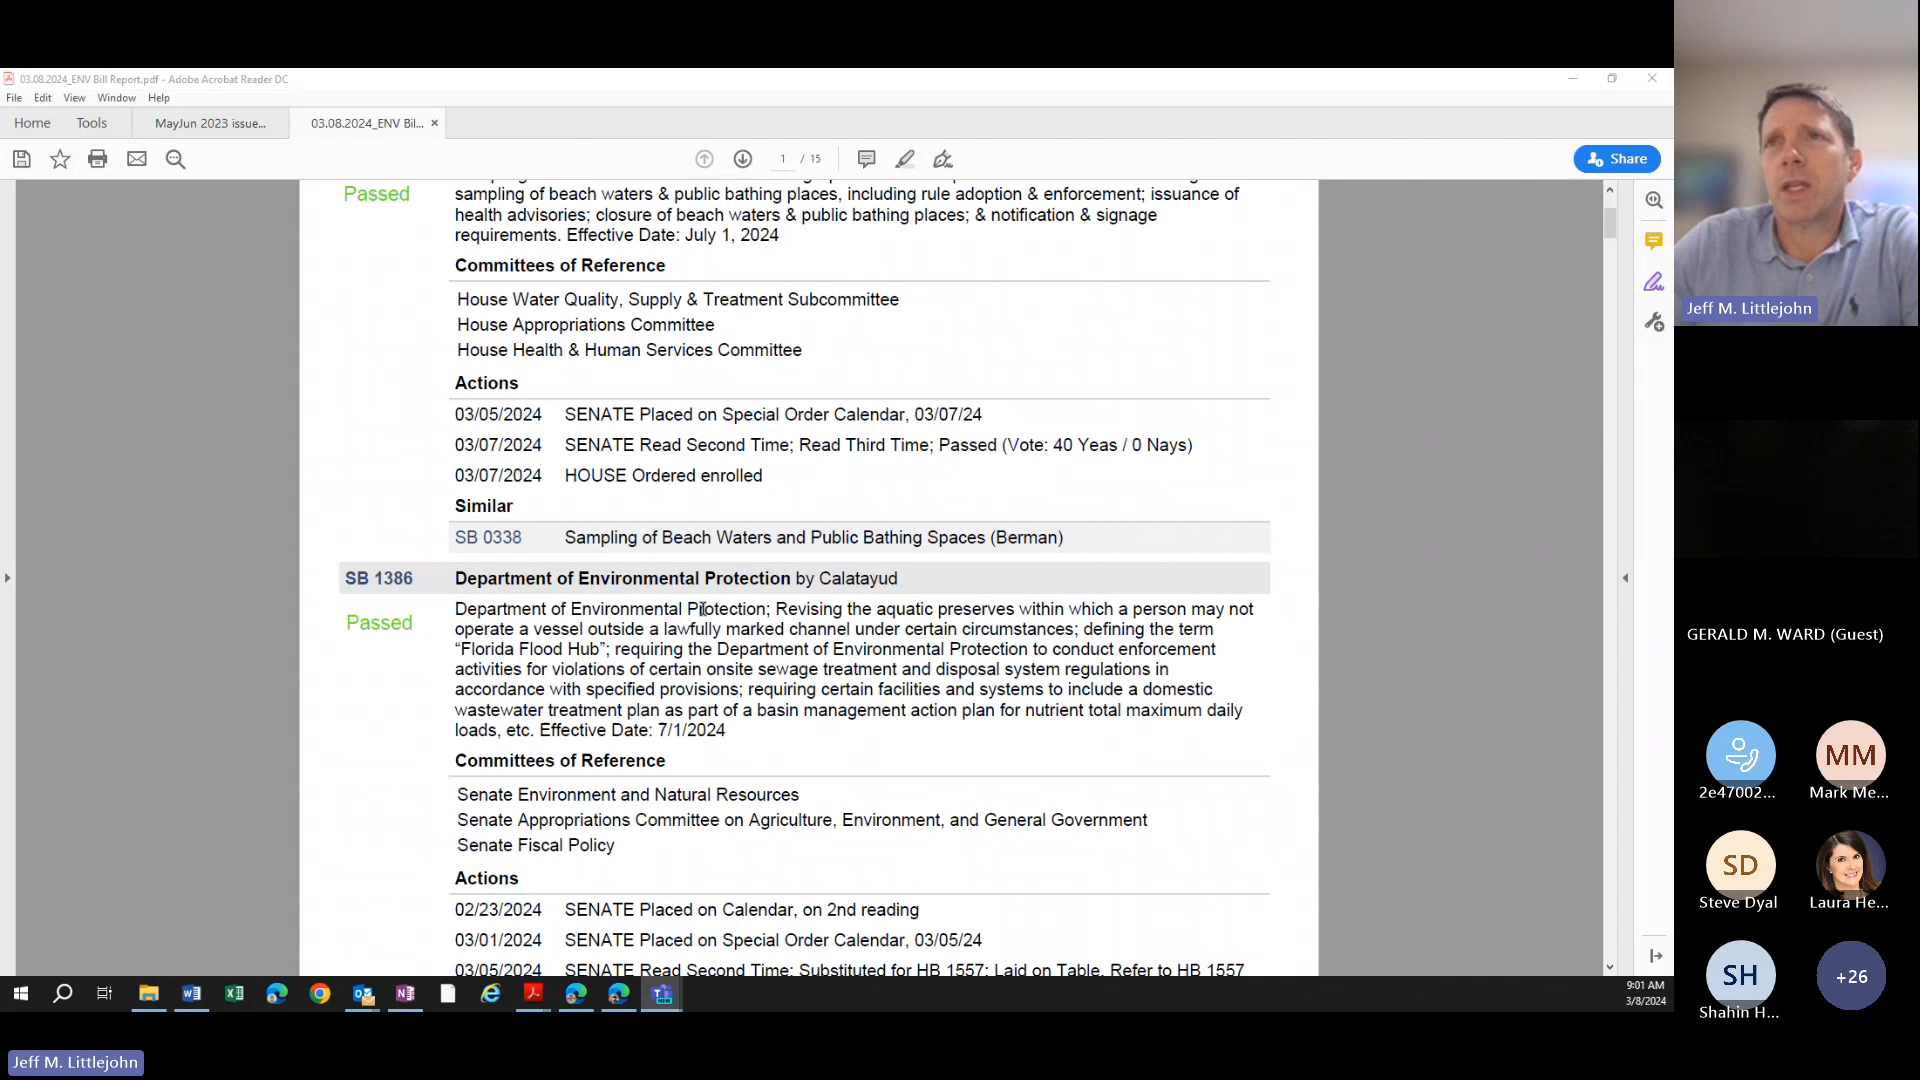 03.08.2024_ENV Bill Report.pdf - Adobe Acrobat Reader DC
File Edit View Window Help
Home Tools MayJun 2023 issue... 03.08.2024_ENV Bil... ×
1 / 15
Share
Passed
sampling of beach waters & public bathing places, including rule adoption & enforcement; issuance of
health advisories; closure of beach waters & public bathing places; & notification & signage
requirements. Effective Date: July 1, 2024
Committees of Reference
House Water Quality, Supply & Treatment Subcommittee
House Appropriations Committee
House Health & Human Services Committee
Actions
03/05/2024 SENATE Placed on Special Order Calendar, 03/07/24
03/07/2024 SENATE Read Second Time; Read Third Time; Passed (Vote: 40 Yeas / 0 Nays)
03/07/2024 HOUSE Ordered enrolled
Similar
SB 0338 Sampling of Beach Waters and Public Bathing Spaces (Berman)
SB 1386 Department of Environmental Protection by Calatayud
Passed
Department of Environmental Protection; Revising the aquatic preserves within which a person may not
operate a vessel outside a lawfully marked channel under certain circumstances; defining the term
“Florida Flood Hub”; requiring the Department of Environmental Protection to conduct enforcement
activities for violations of certain onsite sewage treatment and disposal system regulations in
accordance with specified provisions; requiring certain facilities and systems to include a domestic
wastewater treatment plan as part of a basin management action plan for nutrient total maximum daily
loads, etc. Effective Date: 7/1/2024
Committees of Reference
Senate Environment and Natural Resources
Senate Appropriations Committee on Agriculture, Environment, and General Government
Senate Fiscal Policy
Actions
02/23/2024 SENATE Placed on Calendar, on 2nd reading
03/01/2024 SENATE Placed on Special Order Calendar, 03/05/24
03/05/2024 SENATE Read Second Time; Substituted for HB 1557; Laid on Table, Refer to HB 1557
9:01 AM
3/8/2024
Jeff M. Littlejohn
Jeff M. Littlejohn
GERALD M. WARD (Guest)
2e47002...
MM
Mark Me...
SD
Steve Dyal
Laura He...
SH
Shahin H...
+26